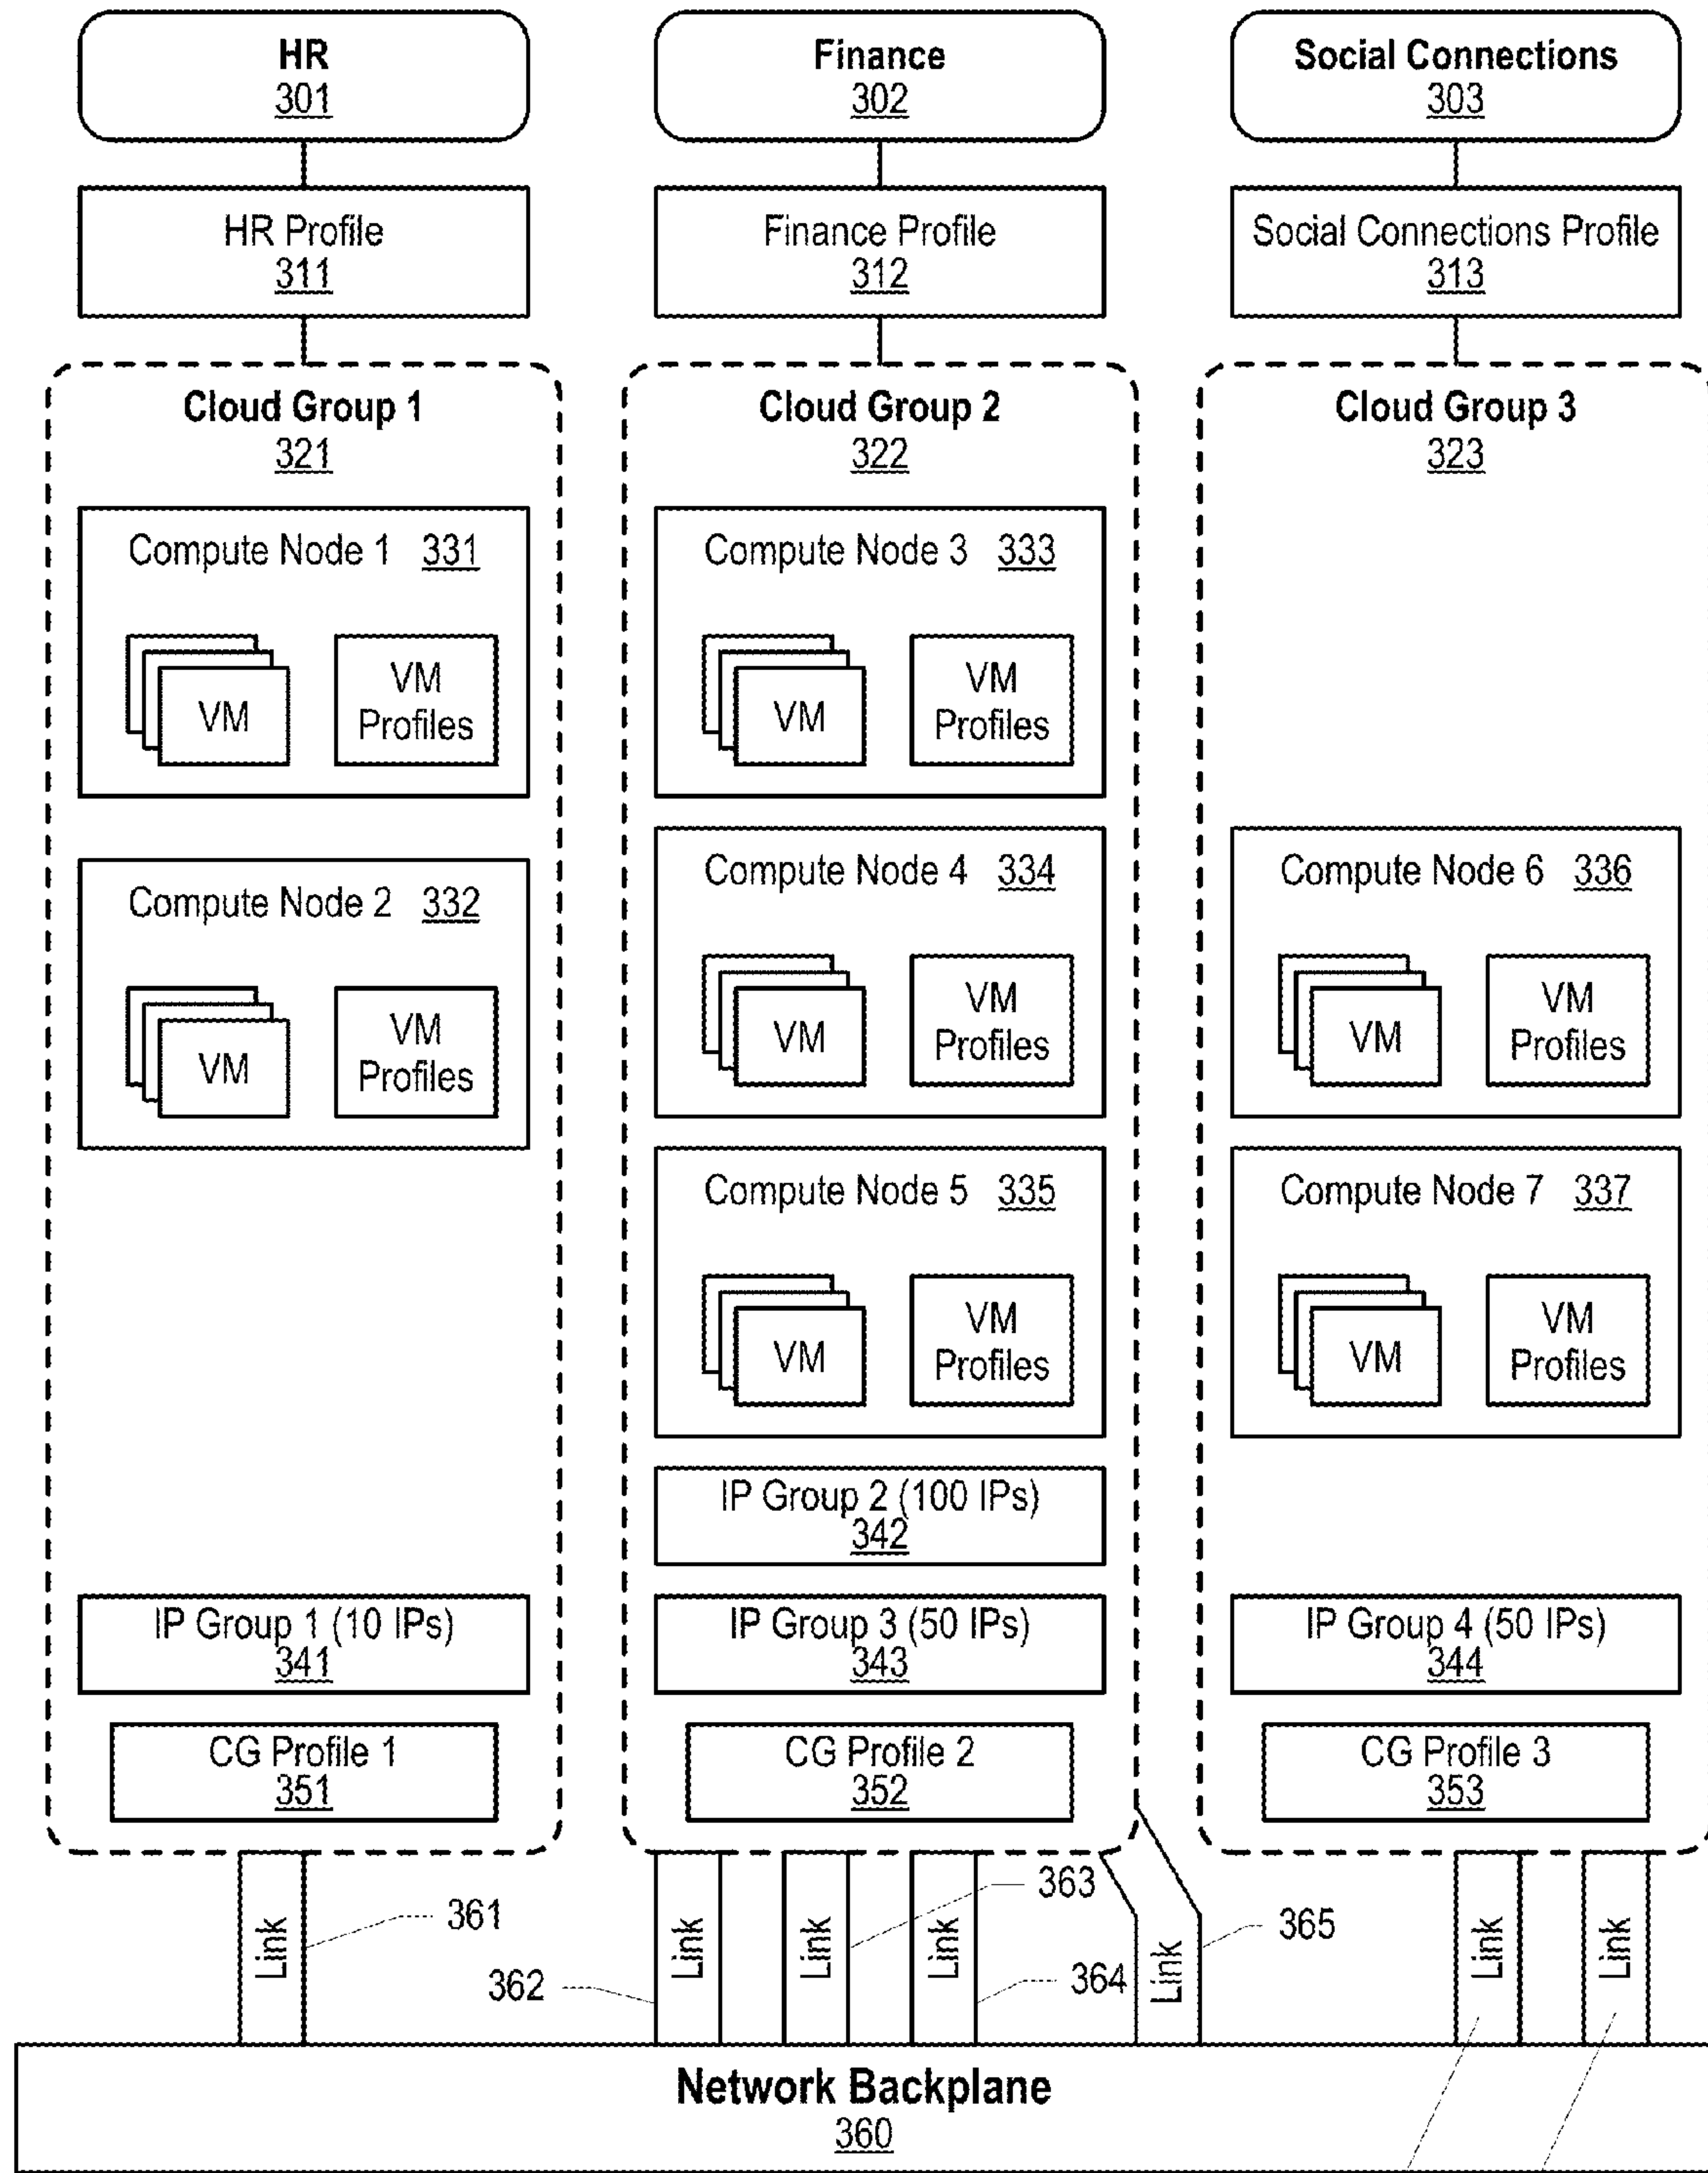 HR
301
Finance
302
Social Connections
303
HR Profile
311
Finance Profile
312
Social Connections Profile
313
Cloud Group 1
321
Compute Node 1 331
VM
VM
Profiles
Compute Node 2 332
VM
VM
Profiles
IP Group 1 (10 IPs)
341
CG Profile 1
351
Cloud Group 2
322
Compute Node 3 333
VM
VM
Profiles
Compute Node 4 334
VM
VM
Profiles
Compute Node 5 335
VM
VM
Profiles
IP Group 2 (100 IPs)
342
IP Group 3 (50 IPs)
343
CG Profile 2
352
Cloud Group 3
323
Compute Node 6 336
VM
VM
Profiles
Compute Node 7 337
VM
VM
Profiles
IP Group 4 (50 IPs)
344
CG Profile 3
353
Link
361
362
Link
Link
363
Link
364
Link
365
Link
Link
Network Backplane
360